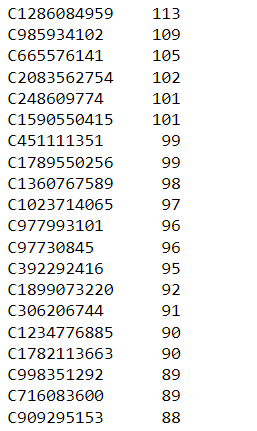 C1286084959 113
C985934102 109
C665576141 105
C2083562754 102
C248609774 101
C1590550415 101
C451111351 99
C1789550256 99
C1360767589 98
C1023714065 97
C977993101 96
C97730845 96
C392292416 95
C1899073220 92
C306206744 91
C1234776885 90
C1782113663 90
C998351292 89
C716083600 89
C909295153 88